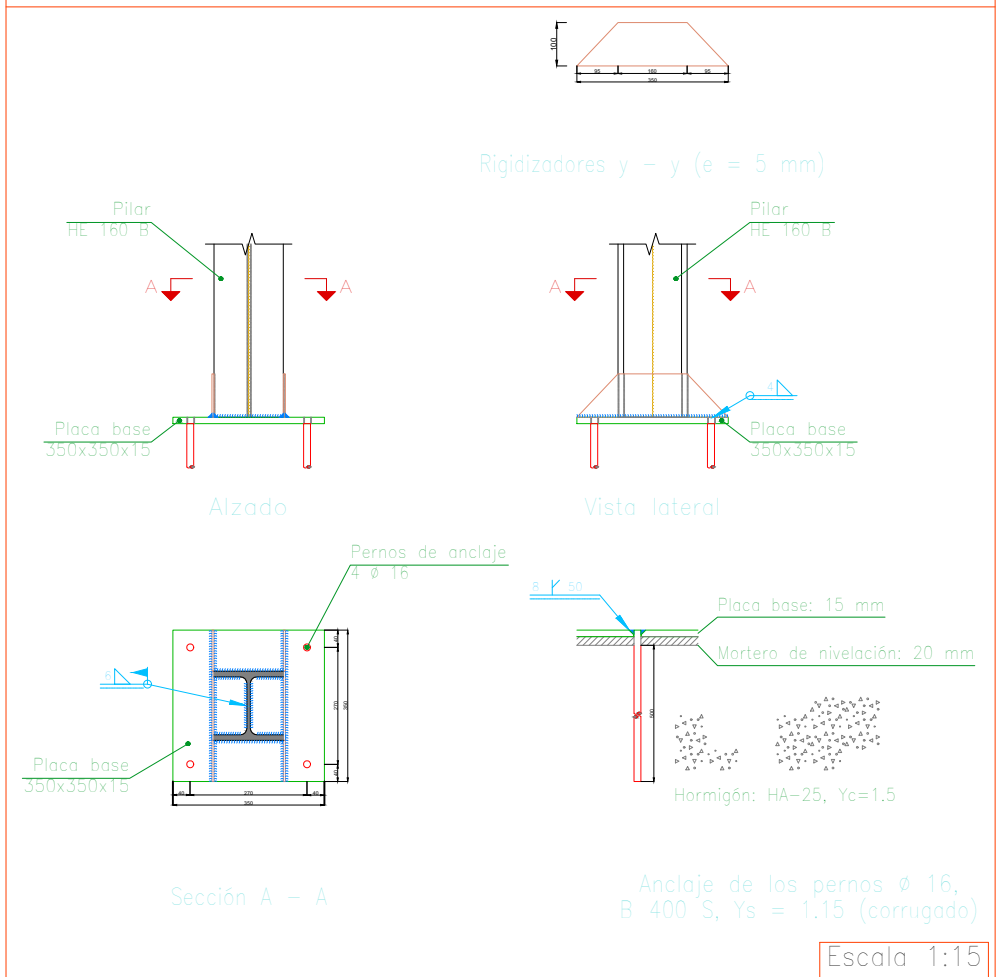 100
95 160 95
350
Rigidizadores y - y (e = 5 mm)
Pilar
HE 160 B
Pilar
HE 160 B
A A
A A
4
Placa base
350x350x15
Placa base
350x350x15
Alzado
Vista lateral
Pernos de anclaje
4 ø 16
8 50
Placa base: 15 mm
Mortero de nivelación: 20 mm
40
270
350
40
6
500
Placa base
350x350x15
40 270 40
350
Hormigón: HA-25, Yc=1.5
Sección A - A
Anclaje de los pernos ø 16,
B 400 S, Ys = 1.15 (corrugado)
Escala 1:15